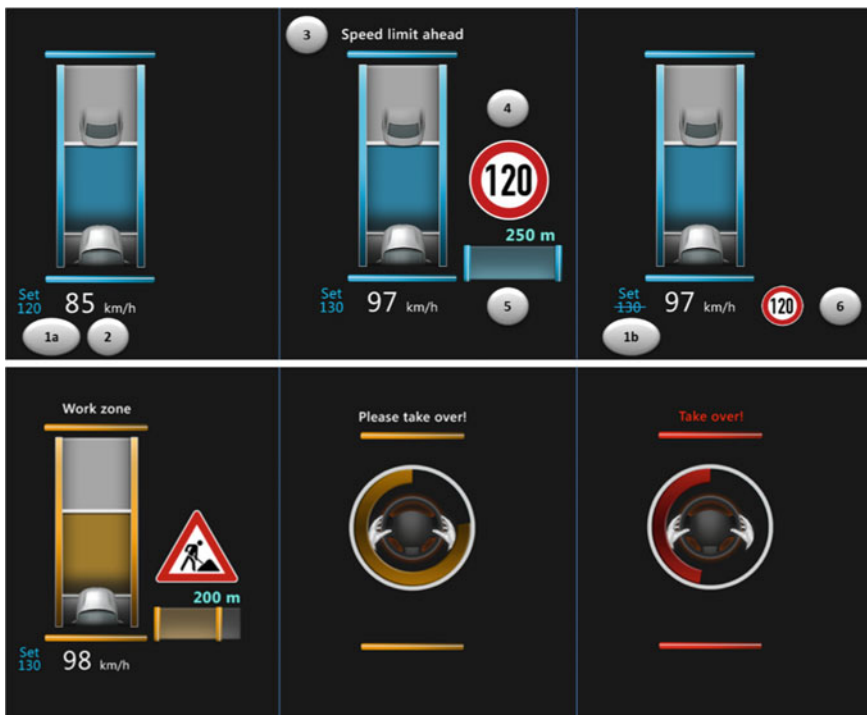 3 Speed limit ahead
4
120
250 m
Set
120
85 km/h
Set
130
97 km/h
5
Set
130
97 km/h
120
6
1a
2
1b
Work zone
200 m
Set
130
98 km/h
Please take over!
Take over!